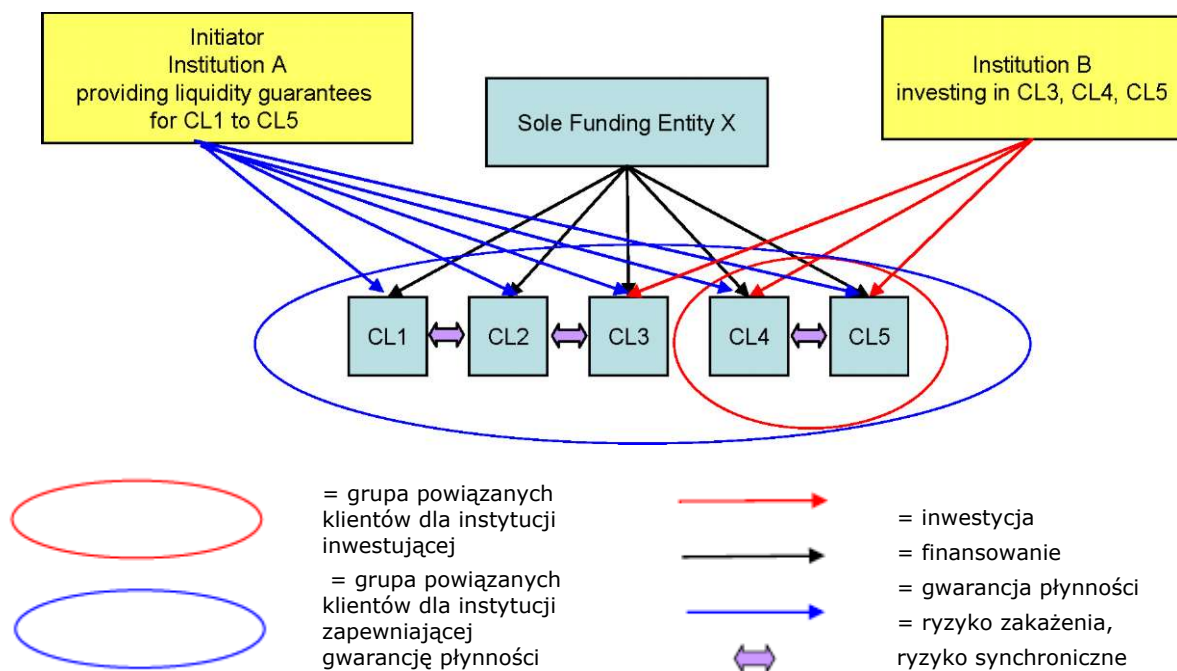 Initiator
Institution A
providing liquidity guarantees
for CL1 to CL5
Sole Funding Entity X
Institution B
investing in CL3, CL4, CL5
CL1
CL2
CL3
CL4
CL5
= grupa powiązanych
klientów dla instytucji
inwestującej
= grupa powiązanych
klientów dla instytucji
zapewniającej
gwarancję płynności
= inwestycja
= finansowanie
= gwarancja płynności
= ryzyko zakażenia,
ryzyko synchroniczne